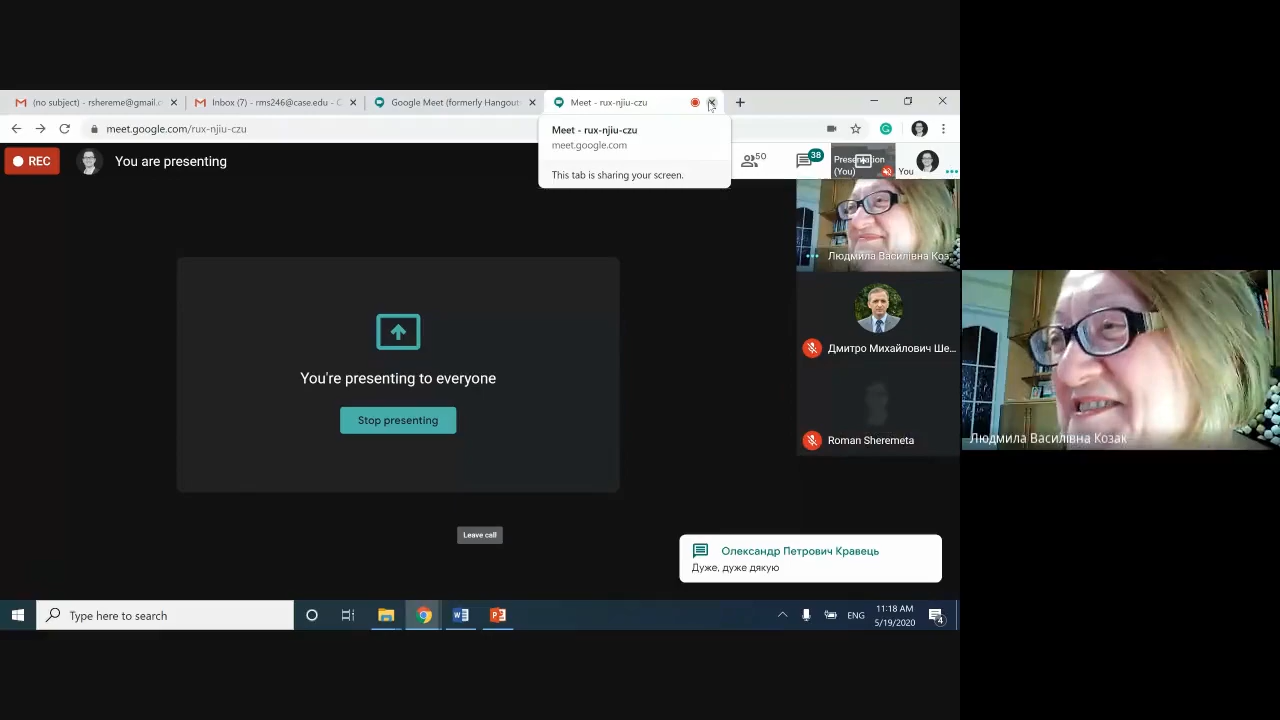 (no subject) - rshereme@gmail.c
Inbox (7) - rms246@case.edu - C
Google Meet (formerly Hangout
Meet - rux-njiu-czu
meet.google.com/rux-njiu-czu
Meet - rux-njiu-czu
meet.google.com
This tab is sharing your screen.
REC
You are presenting
50
38
Presentation
(You)
You
Людмила Василівна Коз
Дмитро Михайлович Ше...
Roman Sheremeta
You're presenting to everyone
Stop presenting
Leave call
Олександр Петрович Кравець
Дуже, дуже дякую
Людмила Василівна Козак
Type here to search
ENG
11:18 AM
5/19/2020
4